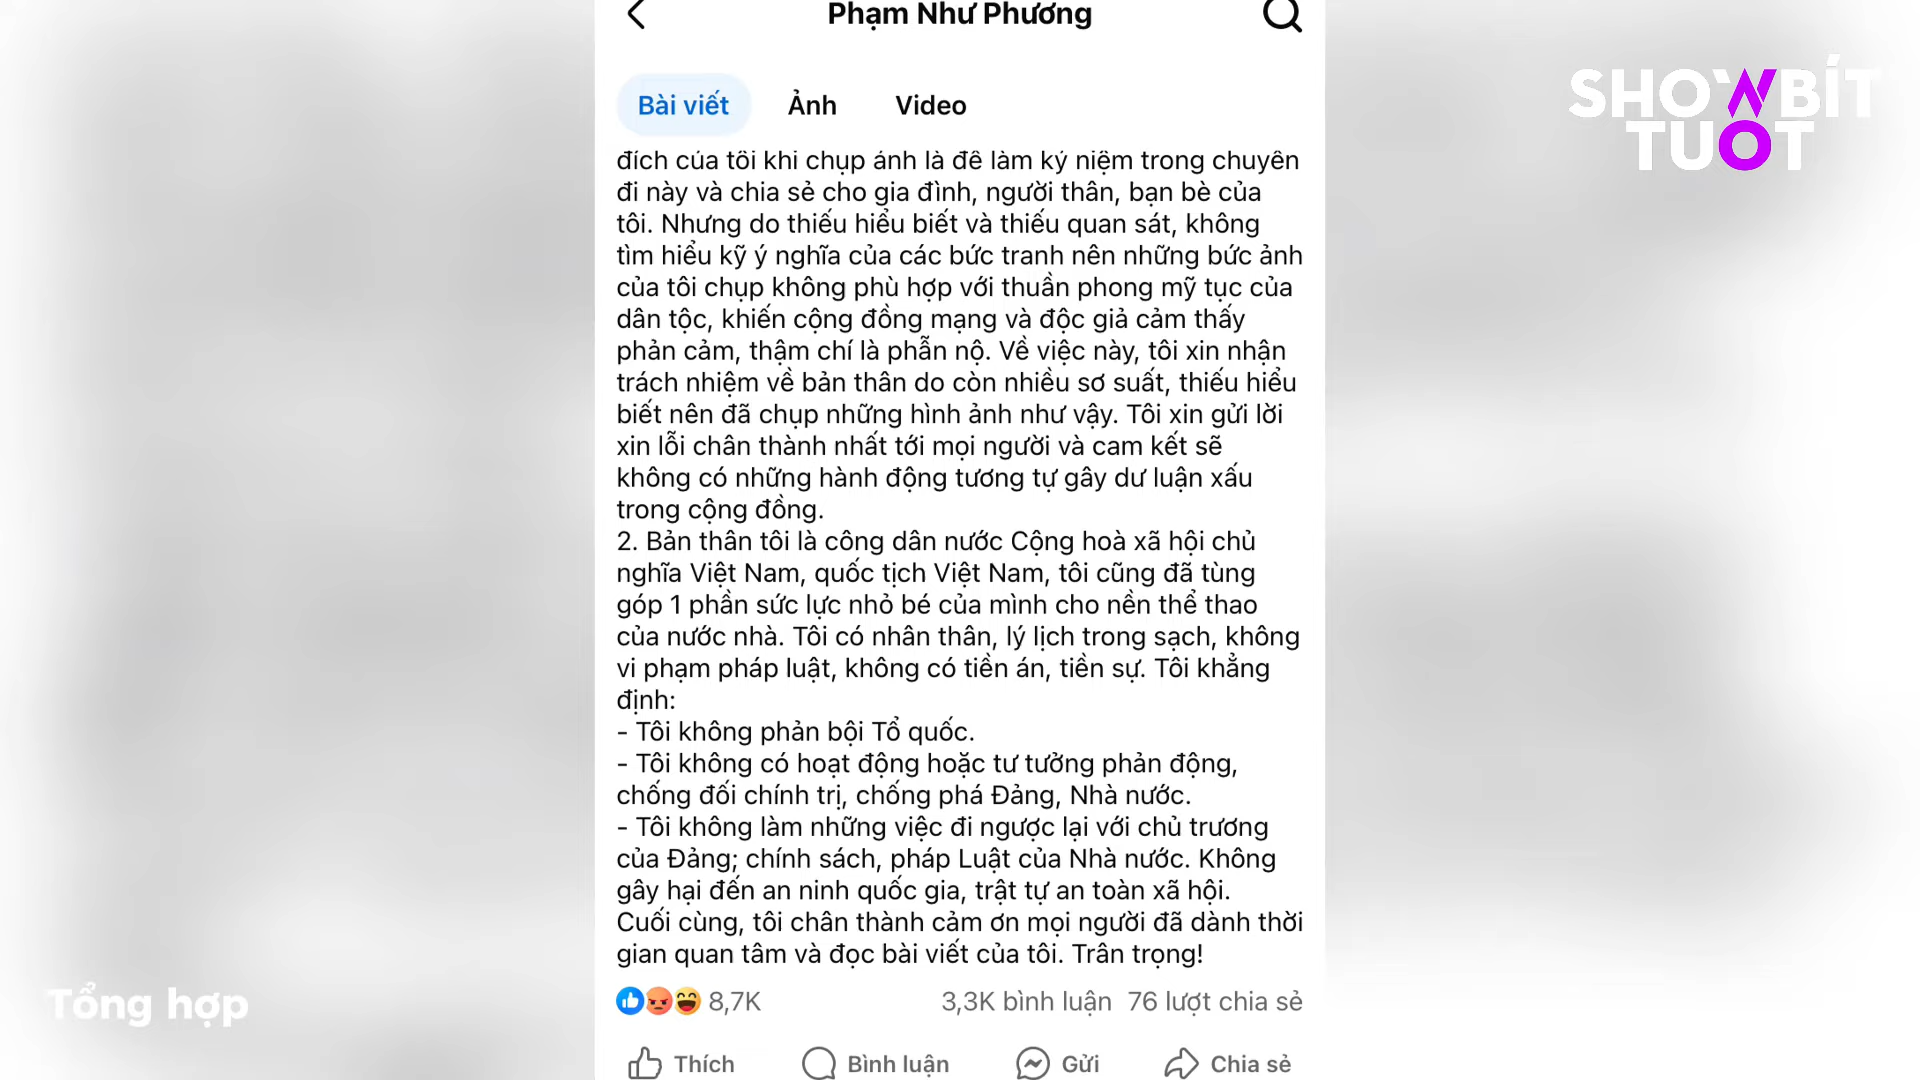 Phạm Như Phương
SHOWBÍT
TUOT
Bài viết Ảnh Video
đích của tôi khi chụp ảnh là để làm kỷ niệm trong chuyến
đi này và chia sẻ cho gia đình, người thân, bạn bè của
tôi. Nhưng do thiếu hiểu biết và thiếu quan sát, không
tìm hiểu kỹ ý nghĩa của các bức tranh nên những bức ảnh
của tôi chụp không phù hợp với thuần phong mỹ tục của
dân tộc, khiến cộng đồng mạng và độc giả cảm thấy
phản cảm, thậm chí là phẫn nộ. Về việc này, tôi xin nhận
trách nhiệm về bản thân do còn nhiều sơ suất, thiếu hiểu
biết nên đã chụp những hình ảnh như vậy. Tôi xin gửi lời
xin lỗi chân thành nhất tới mọi người và cam kết sẽ
không có những hành động tương tự gây dư luận xấu
trong cộng đồng.
2. Bản thân tôi là công dân nước Cộng hoà xã hội chủ
nghĩa Việt Nam, quốc tịch Việt Nam, tôi cũng đã tùng
góp 1 phần sức lực nhỏ bé của mình cho nền thể thao
của nước nhà. Tôi có nhân thân, lý lịch trong sạch, không
vi phạm pháp luật, không có tiền án, tiền sự. Tôi khẳng
định:
- Tôi không phản bội Tổ quốc.
- Tôi không có hoạt động hoặc tư tưởng phản động,
chống đối chính trị, chống phá Đảng, Nhà nước.
- Tôi không làm những việc đi ngược lại với chủ trương
của Đảng; chính sách, pháp Luật của Nhà nước. Không
gây hại đến an ninh quốc gia, trật tự an toàn xã hội.
Cuối cùng, tôi chân thành cảm ơn mọi người đã dành thời
gian quan tâm và đọc bài viết của tôi. Trân trọng!
8,7K 3,3K bình luận 76 lượt chia sẻ
Tổng hợp
Thích Bình luận Gửi Chia sẻ